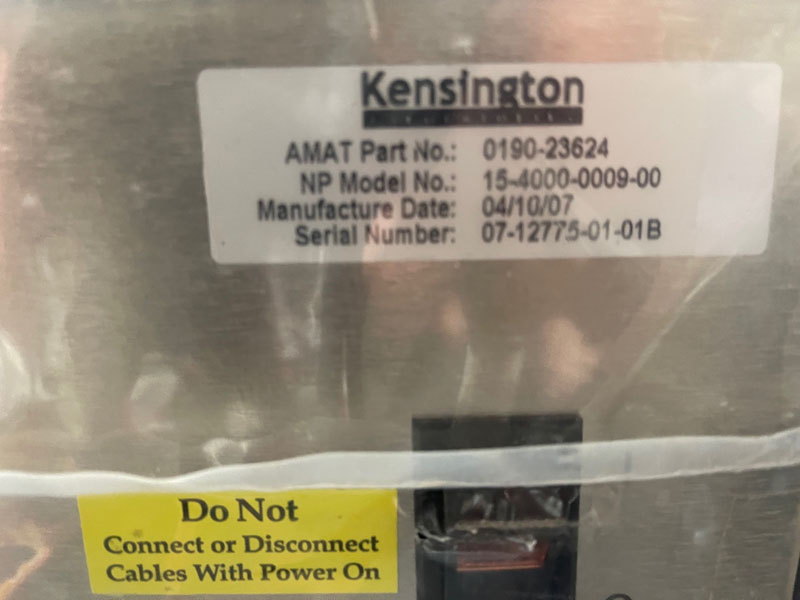 Kensington
AMAT Part No.: 0190-23624
NP Model No.: 15-4000-0009-00
Manufacture Date: 04/10/07
Serial Number: 07-12775-01-01B
Do Not
Connect or Disconnect
Cables With Power On